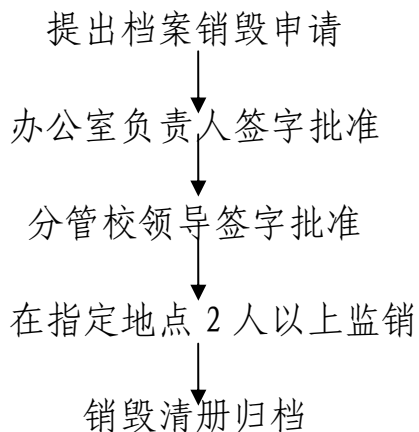 提出档案销毁申请
办公室负责人签字批准
分管校领导签字批准
在指定地点 2 人以上监销
销毁清册归档